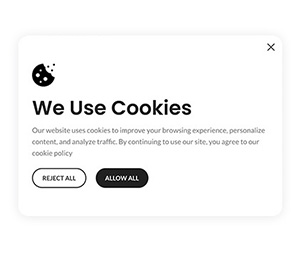 We Use Cookies
Our website uses cookies to improve your browsing experience, personalize
content, and analyze traffic. By continuing to use our site, you agree to our
cookie policy
REJECT ALL
ALLOW ALL